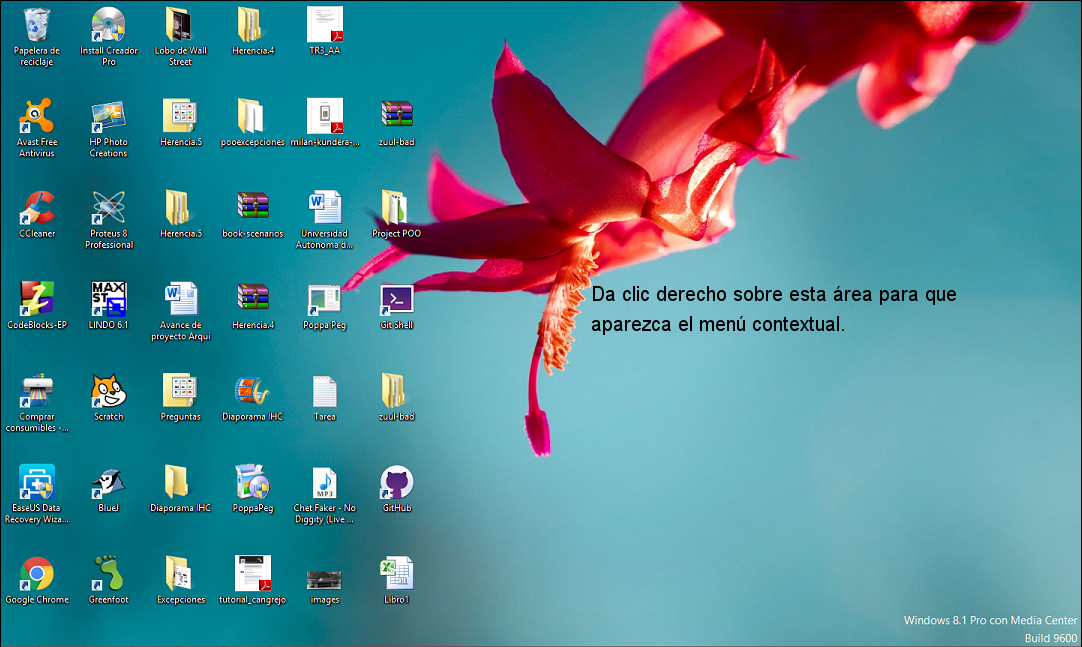 Papelera de
reciclaje
Install Creador
Pro
Lobo de Wall
Street
Herencia.4
TR3_AA
Avast Free
Antivirus
HP Photo
Creations
Herencia.5
pooexcepciones
milan-kundera-...
zuul-bad
CCleaner
Proteus 8
Professional
Herencia.5
book-scenarios
Universidad
Autónoma d...
Project POO
CodeBlocks-EP
MAX
ST
LINDO 6.1
Avance de
proyecto Arqui
Herencia.4
Poppa Peg
Git Shell
Da clic derecho sobre esta área para que
aparezca el menú contextual.
Comprar
consumibles -...
Scratch
Preguntas
Diaporama IHC
Tarea
zuul-bad
EaseUS Data
Recovery Wiza...
BlueJ
Diaporama IHC
PoppaPeg
MP3
Chet Faker - No
Diggity (Live ...
GitHub
Google Chrome
Greenfoot
Excepciones
tutorial_cangrejo
images
Libro1
Windows 8.1 Pro con Media Center
Build 9600